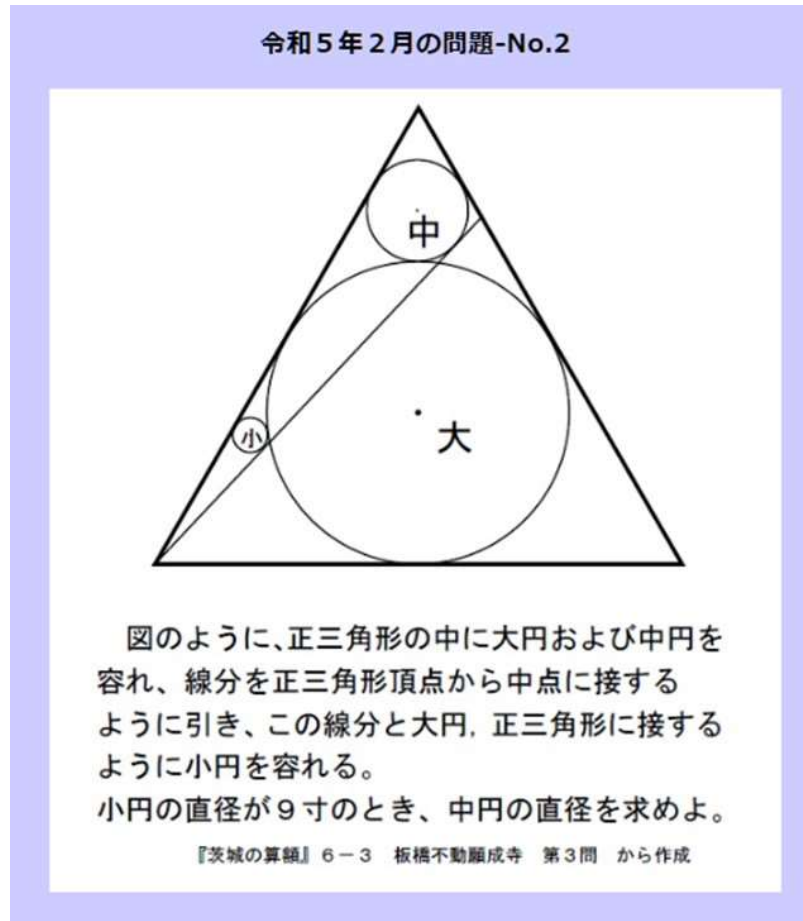 令和５年２月の問題-No.2
中
小
大
図のように、正三角形の中に大円および中円を
容れ、線分を正三角形頂点から中点に接する
ように引き、この線分と大円，正三角形に接する
ように小円を容れる。
小円の直径が９寸のとき、中円の直径を求めよ。
『茨城の算額』６－３　板橋不動願成寺　第３問　から作成